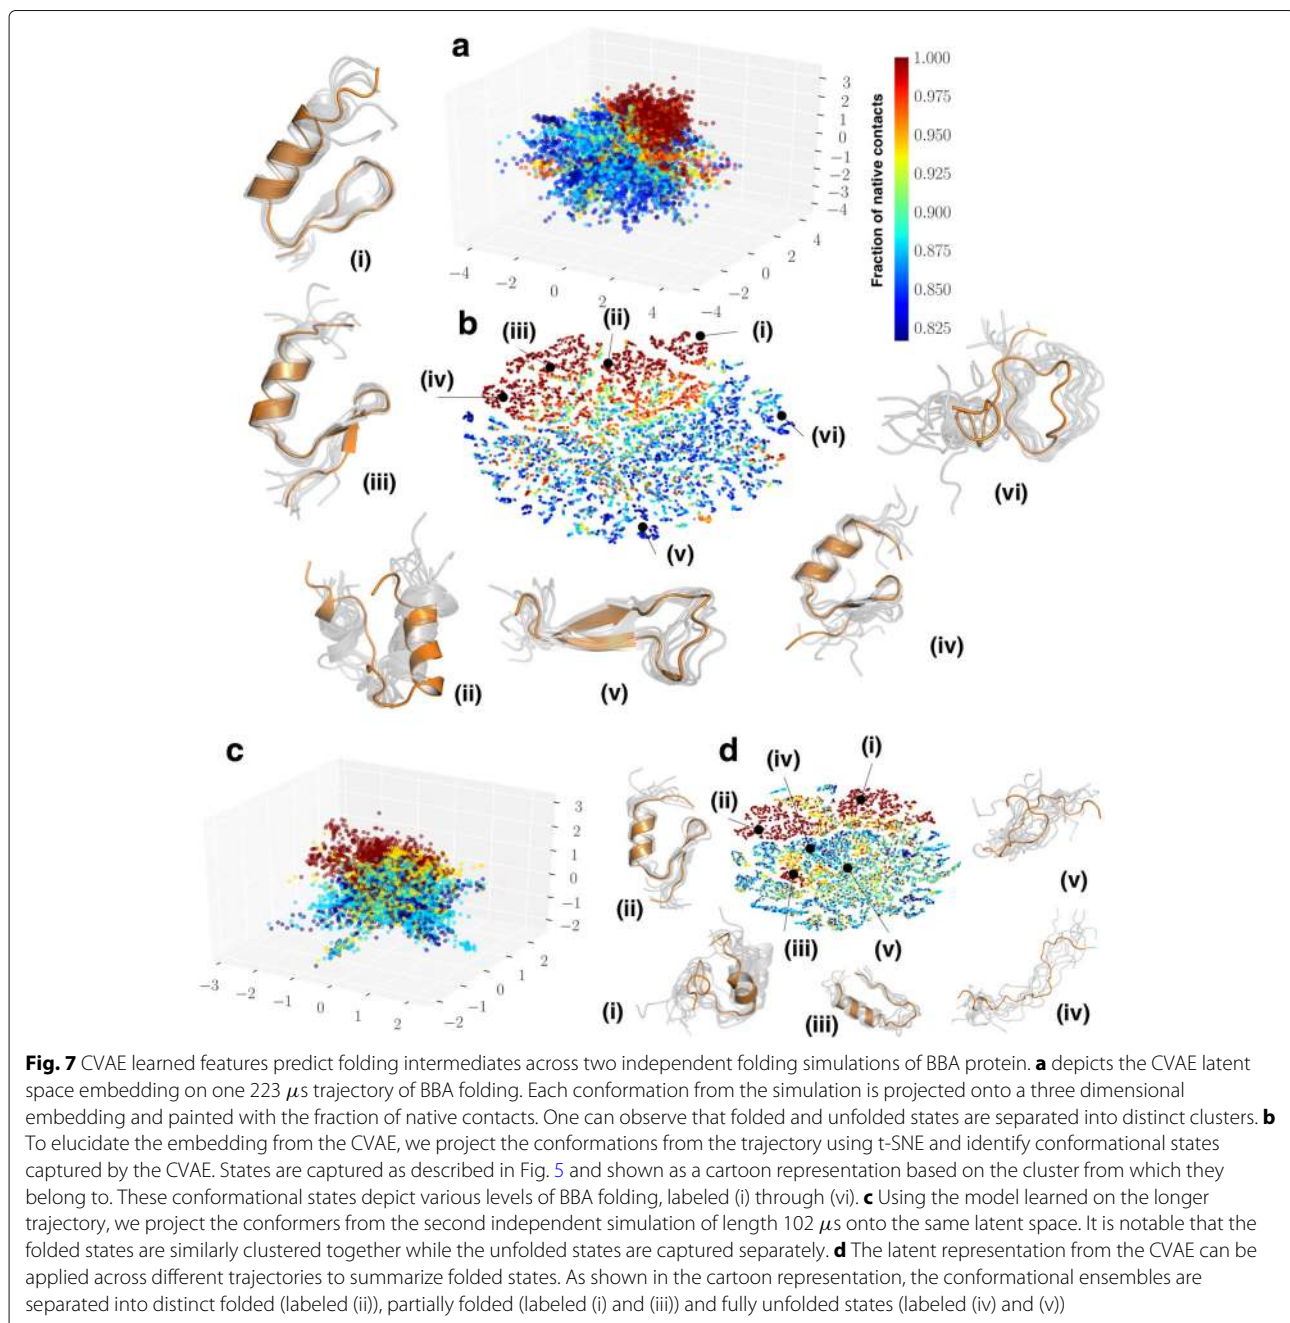 a
1.000
0.975
0.950
0.925
0.900
0.875
0.850
0.825
Fraction of native contacts
3
2
1
0
−1
−2
−3
−4
4
2
0
−2
−4
−4
−2
0
2
4
(i)
b
(iii)
(ii)
(i)
(iv)
(vi)
(v)
(iii)
(vi)
(ii)
(v)
(iv)
c
3
2
1
0
−1
−2
2
1
0
−1
−2
−3
−2
−1
0
1
2
d
(iv)
(i)
(ii)
(iii)
(v)
(ii)
(v)
(i)
(iii)
(iv)
Fig. 7 CVAE learned features predict folding intermediates across two independent folding simulations of BBA protein. a depicts the CVAE latent
space embedding on one 223 μs trajectory of BBA folding. Each conformation from the simulation is projected onto a three dimensional
embedding and painted with the fraction of native contacts. One can observe that folded and unfolded states are separated into distinct clusters. b
To elucidate the embedding from the CVAE, we project the conformations from the trajectory using t-SNE and identify conformational states
captured by the CVAE. States are captured as described in Fig. 5 and shown as a cartoon representation based on the cluster from which they
belong to. These conformational states depict various levels of BBA folding, labeled (i) through (vi). c Using the model learned on the longer
trajectory, we project the conformers from the second independent simulation of length 102 μs onto the same latent space. It is notable that the
folded states are similarly clustered together while the unfolded states are captured separately. d The latent representation from the CVAE can be
applied across different trajectories to summarize folded states. As shown in the cartoon representation, the conformational ensembles are
separated into distinct folded (labeled (ii)), partially folded (labeled (i) and (iii)) and fully unfolded states (labeled (iv) and (v))